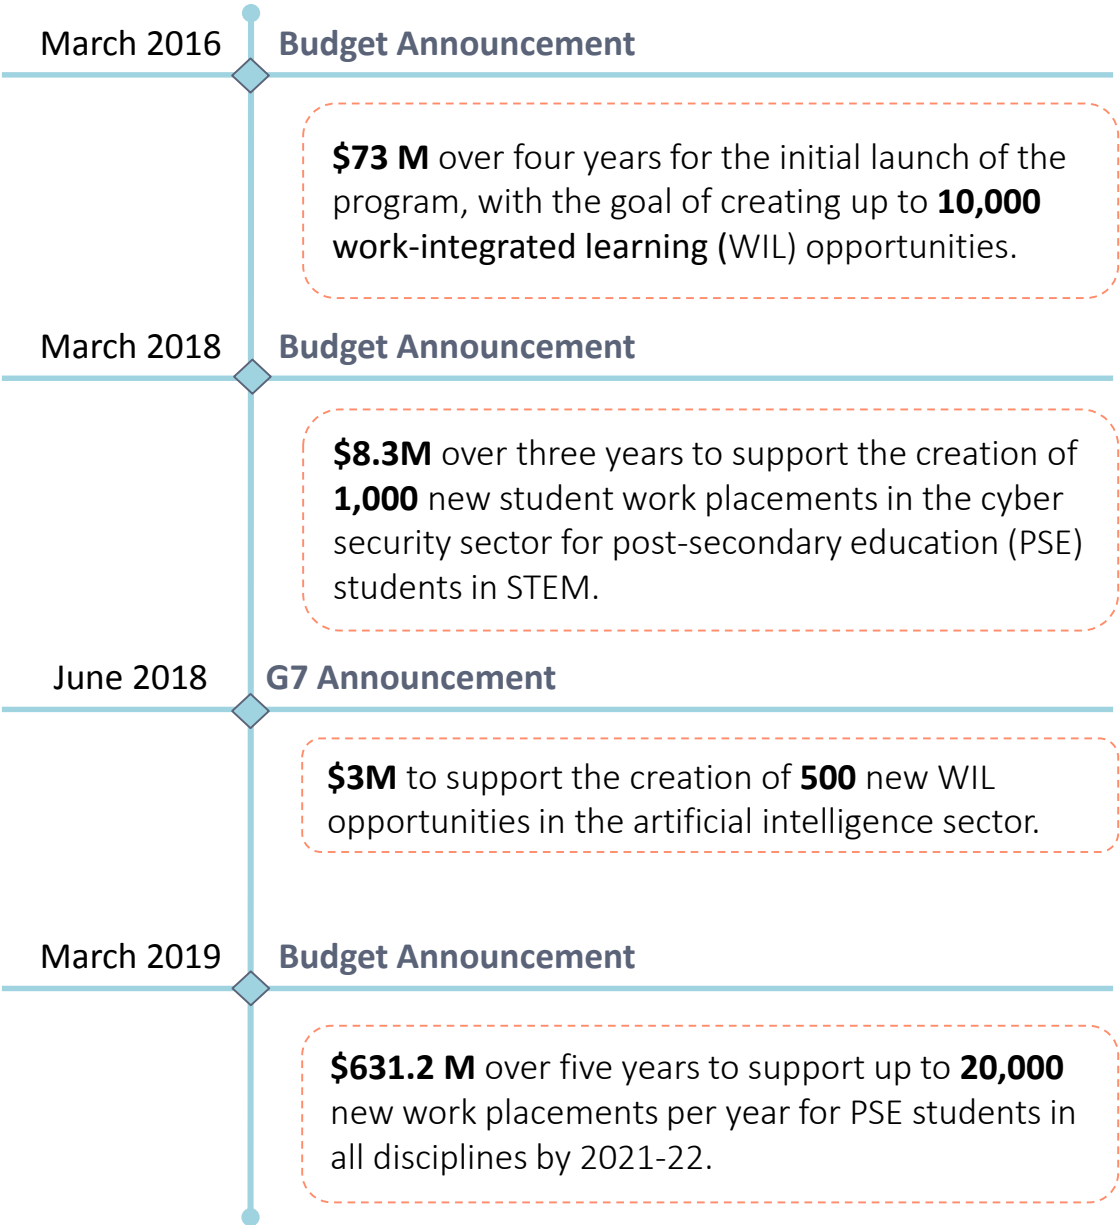 March 2016
Budget Announcement
$73 M over four years for the initial launch of the
program, with the goal of creating up to 10,000
work-integrated learning (WIL) opportunities.
March 2018
Budget Announcement
$8.3M over three years to support the creation of
1,000 new student work placements in the cyber
security sector for post-secondary education (PSE)
students in STEM.
June 2018
G7 Announcement
$3M to support the creation of 500 new WIL
opportunities in the artificial intelligence sector.
March 2019
Budget Announcement
$631.2 M over five years to support up to 20,000
new work placements per year for PSE students in
all disciplines by 2021-22.